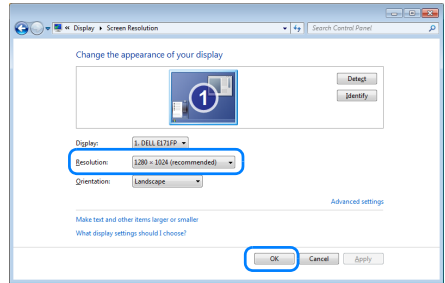 « Display ▸ Screen Resolution
Search Control Panel
Change the appearance of your display
1
Detect
Identify
Display: 1. DELL E171FP
Resolution: 1280 × 1024 (recommended)
Orientation: Landscape
Advanced settings
Make text and other items larger or smaller
What display settings should I choose?
OK Cancel Apply